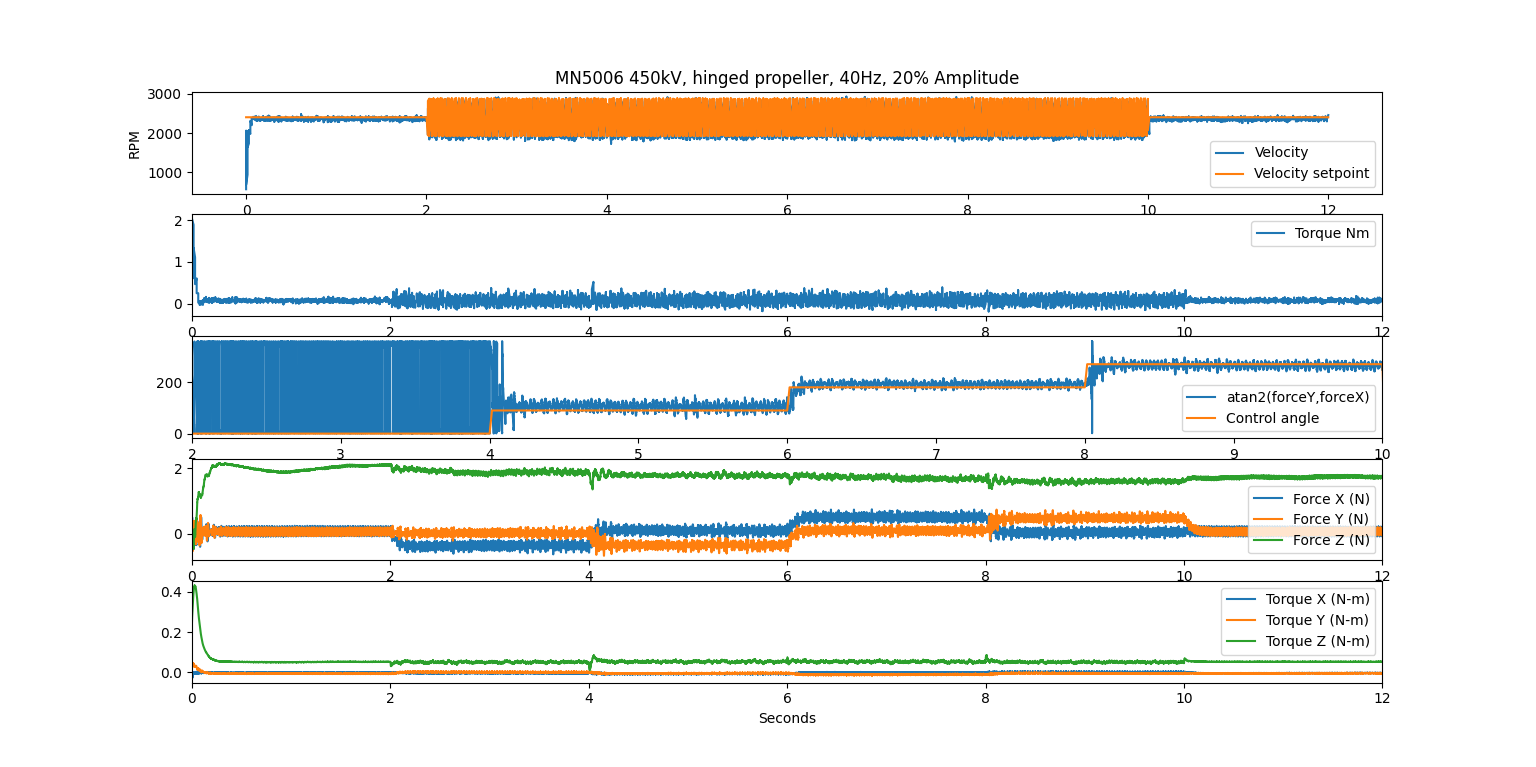 MN5006 450kV, hinged propeller, 40Hz, 20% Amplitude
3000
2000
1000
RPM
Velocity
Velocity setpoint
0 2 4 6 8 10 12
2
1
0
Torque Nm
0 2 4 6 8 10 12
200
0
atan2(forceY,forceX)
Control angle
2 3 4 5 6 7 8 9 10
2
0
Force X (N)
Force Y (N)
Force Z (N)
0 2 4 6 8 10 12
0.4
0.2
0.0
Torque X (N-m)
Torque Y (N-m)
Torque Z (N-m)
0 2 4 6 8 10 12
Seconds